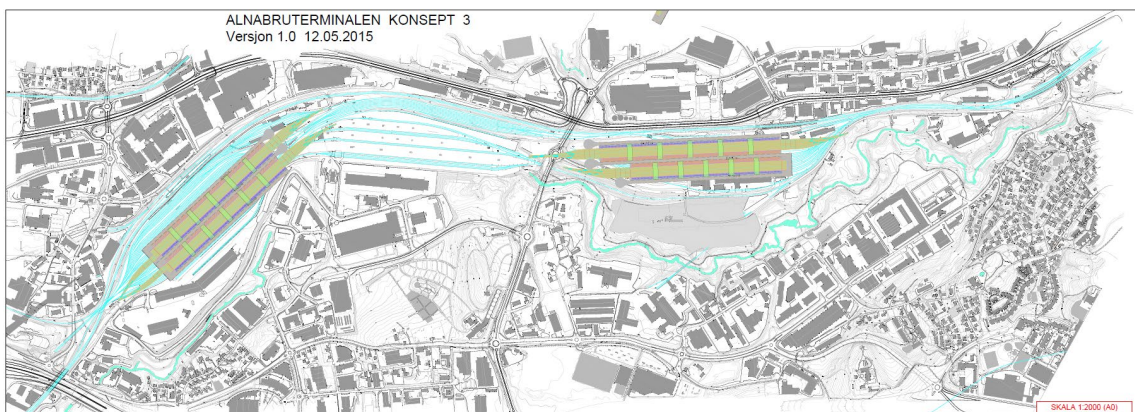 ALNABRUTERMINALEN KONSEPT 3
Versjon 1.0 12.05.2015
SKALA 1:2000 (A0)